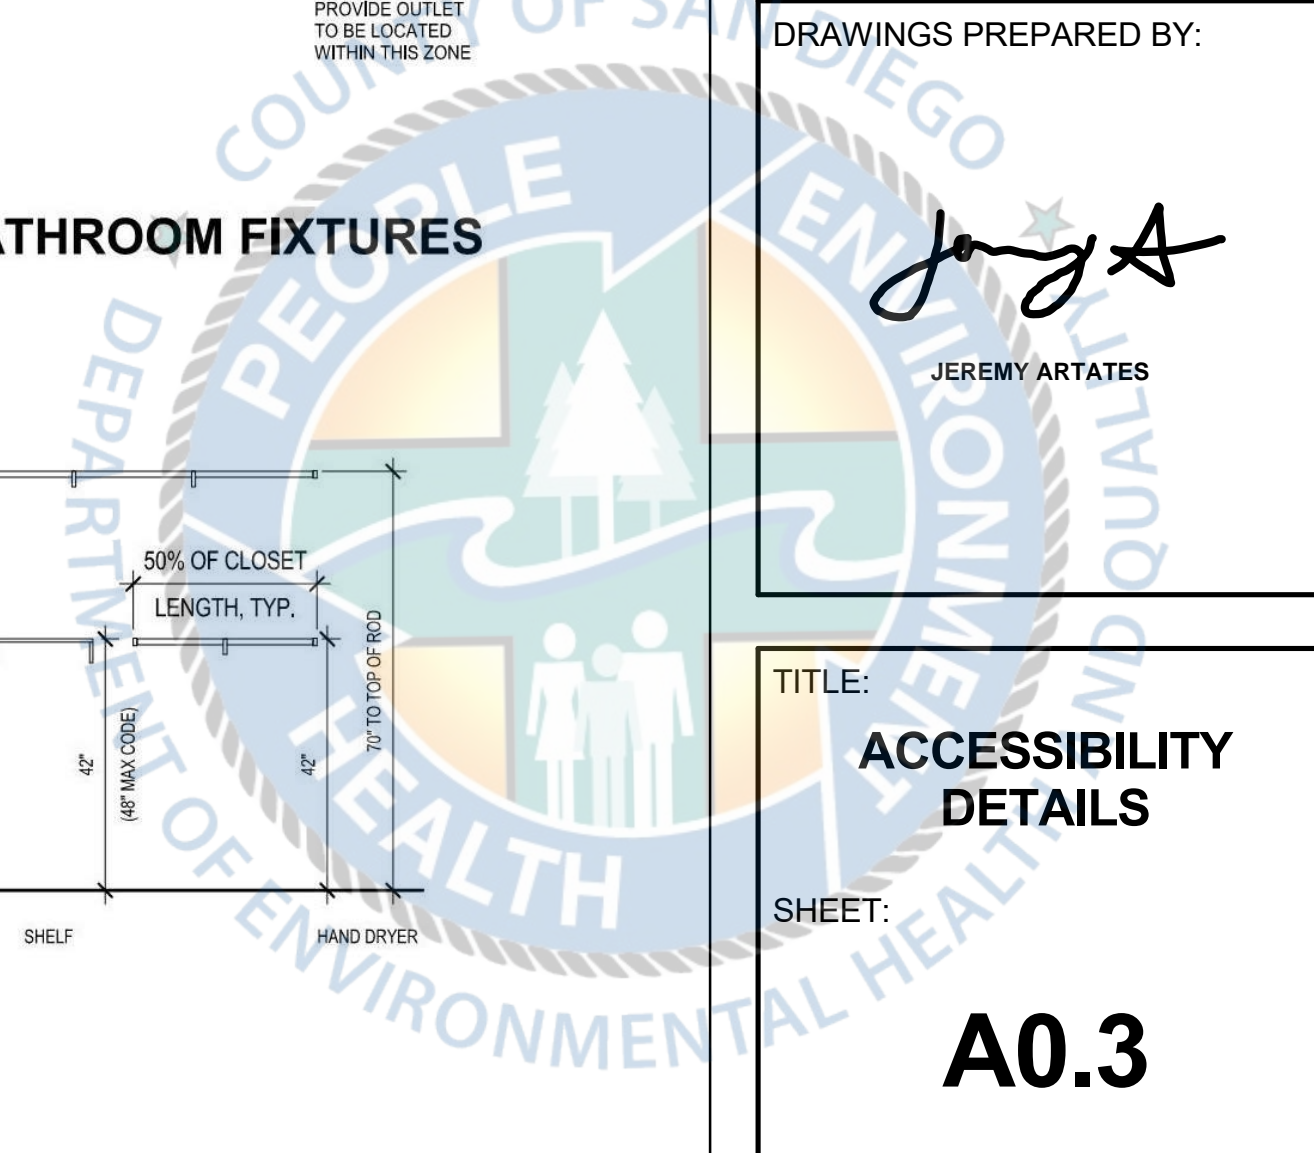 PROVIDE OUTLET
TO BE LOCATED
WITHIN THIS ZONE
ATHROOM FIXTURES
50% OF CLOSET
LENGTH, TYP.
42"
(48" MAX CODE)
42"
70" TO TOP OF ROD
SHELF
HAND DRYER
DRAWINGS PREPARED BY:
JEREMY ARTATES
TITLE:
ACCESSIBILITY
DETAILS
SHEET:
A0.3
COUNTY OF SAN DIEGO
DEPARTMENT OF ENVIRONMENTAL HEALTH AND QUALITY
PEOPLE
ENVIRONMENT
HEALTH